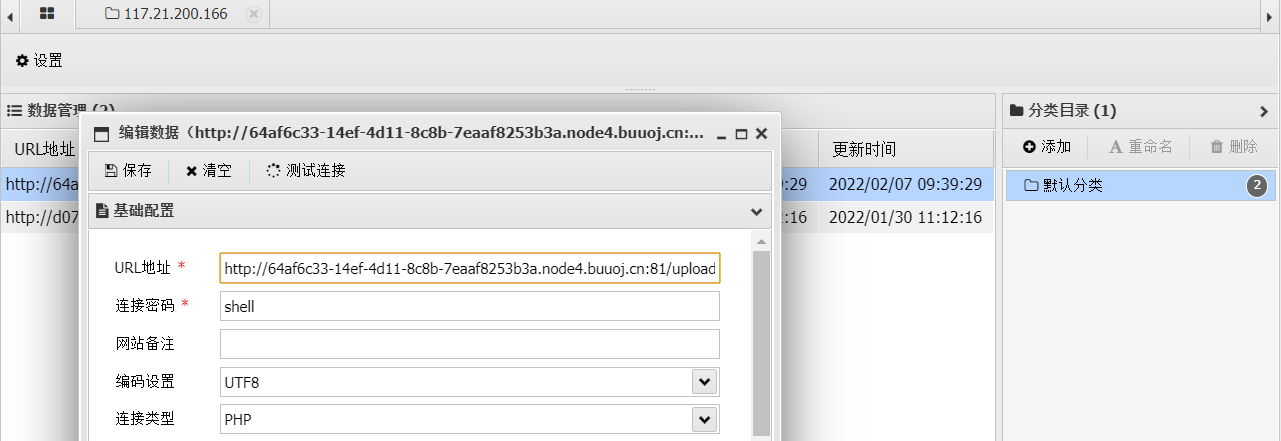 117.21.200.166
设置
数据管理 (2)
分类目录 (1)
编辑数据（http://64af6c33-14ef-4d11-8c8b-7eaaf8253b3a.node4.buuoj.cn:...
URL地址
更新时间
添加
重命名
删除
保存
清空
测试连接
http://64a
9:29
2022/02/07 09:39:29
默认分类
2
基础配置
http://d07
2:16
2022/01/30 11:12:16
URL地址 *
http://64af6c33-14ef-4d11-8c8b-7eaaf8253b3a.node4.buuoj.cn:81/upload
连接密码 *
shell
网站备注
编码设置
UTF8
连接类型
PHP